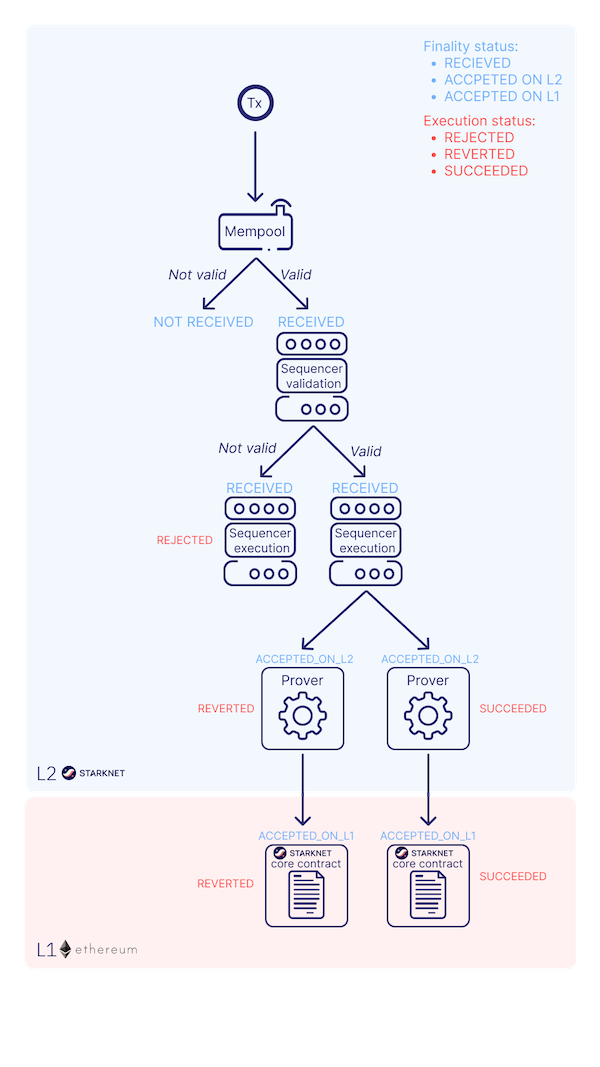 Finality status:
• RECIEVED
• ACCPETED ON L2
• ACCEPTED ON L1
Execution status:
• REJECTED
• REVERTED
• SUCCEEDED
Tx
Mempool
Not valid
Valid
NOT RECEIVED
RECEIVED
Sequencer
validation
Not valid
Valid
RECEIVED
RECEIVED
REJECTED
Sequencer
execution
Sequencer
execution
ACCEPTED_ON_L2
ACCEPTED_ON_L2
Prover
Prover
REVERTED
SUCCEEDED
L2 STARKNET
ACCEPTED_ON_L1
ACCEPTED_ON_L1
STARKNET
core contract
STARKNET
core contract
REVERTED
SUCCEEDED
L1 ethereum